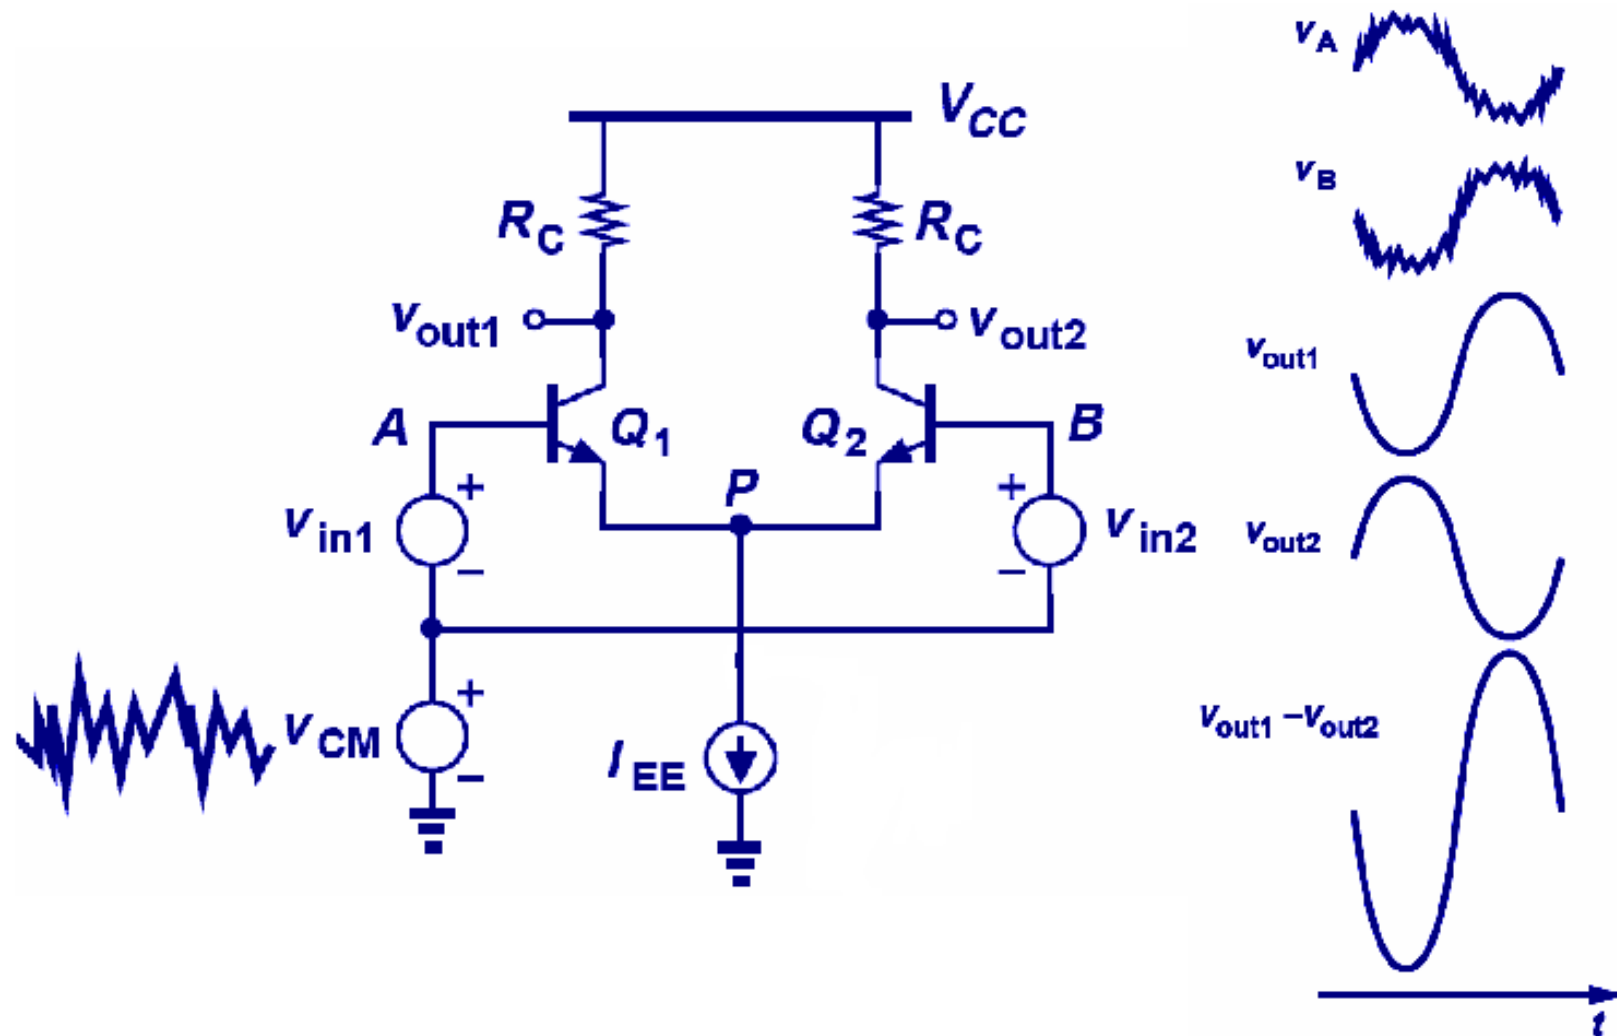 V_CC
R_C
R_C
v_out1
v_out2
A
Q_1
Q_2
B
P
v_in1
+
−
+
−
v_in2
v_CM
+
−
I_EE
v_A
v_B
v_out1
v_out2
v_out1 − v_out2
t